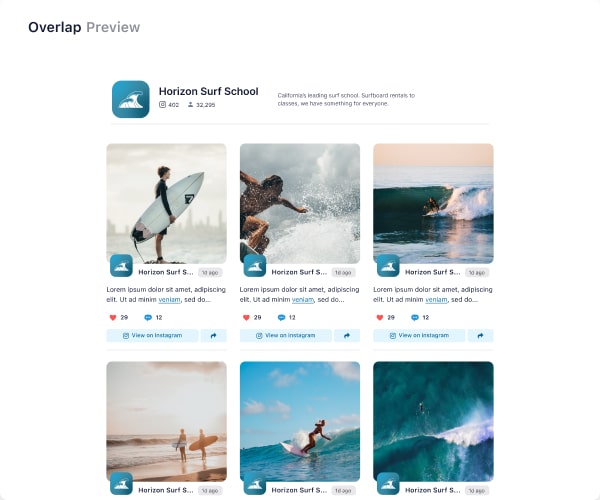 Overlap Preview
Horizon Surf School
402 32,295
California's leading surf school. Surfboard rentals to
classes, we have something for everyone.
Horizon Surf S... 1d ago
Lorem ipsum dolor sit amet, adipiscing
elit. Ut ad minim veniam, sed do...
29 12
View on Instagram
Horizon Surf S... 1d ago
Lorem ipsum dolor sit amet, adipiscing
elit. Ut ad minim veniam, sed do...
29 12
View on Instagram
Horizon Surf S... 1d ago
Lorem ipsum dolor sit amet, adipiscing
elit. Ut ad minim veniam, sed do...
29 12
View on Instagram
Horizon Surf S... 1d ago
Horizon Surf S... 1d ago
Horizon Surf S... 1d ago